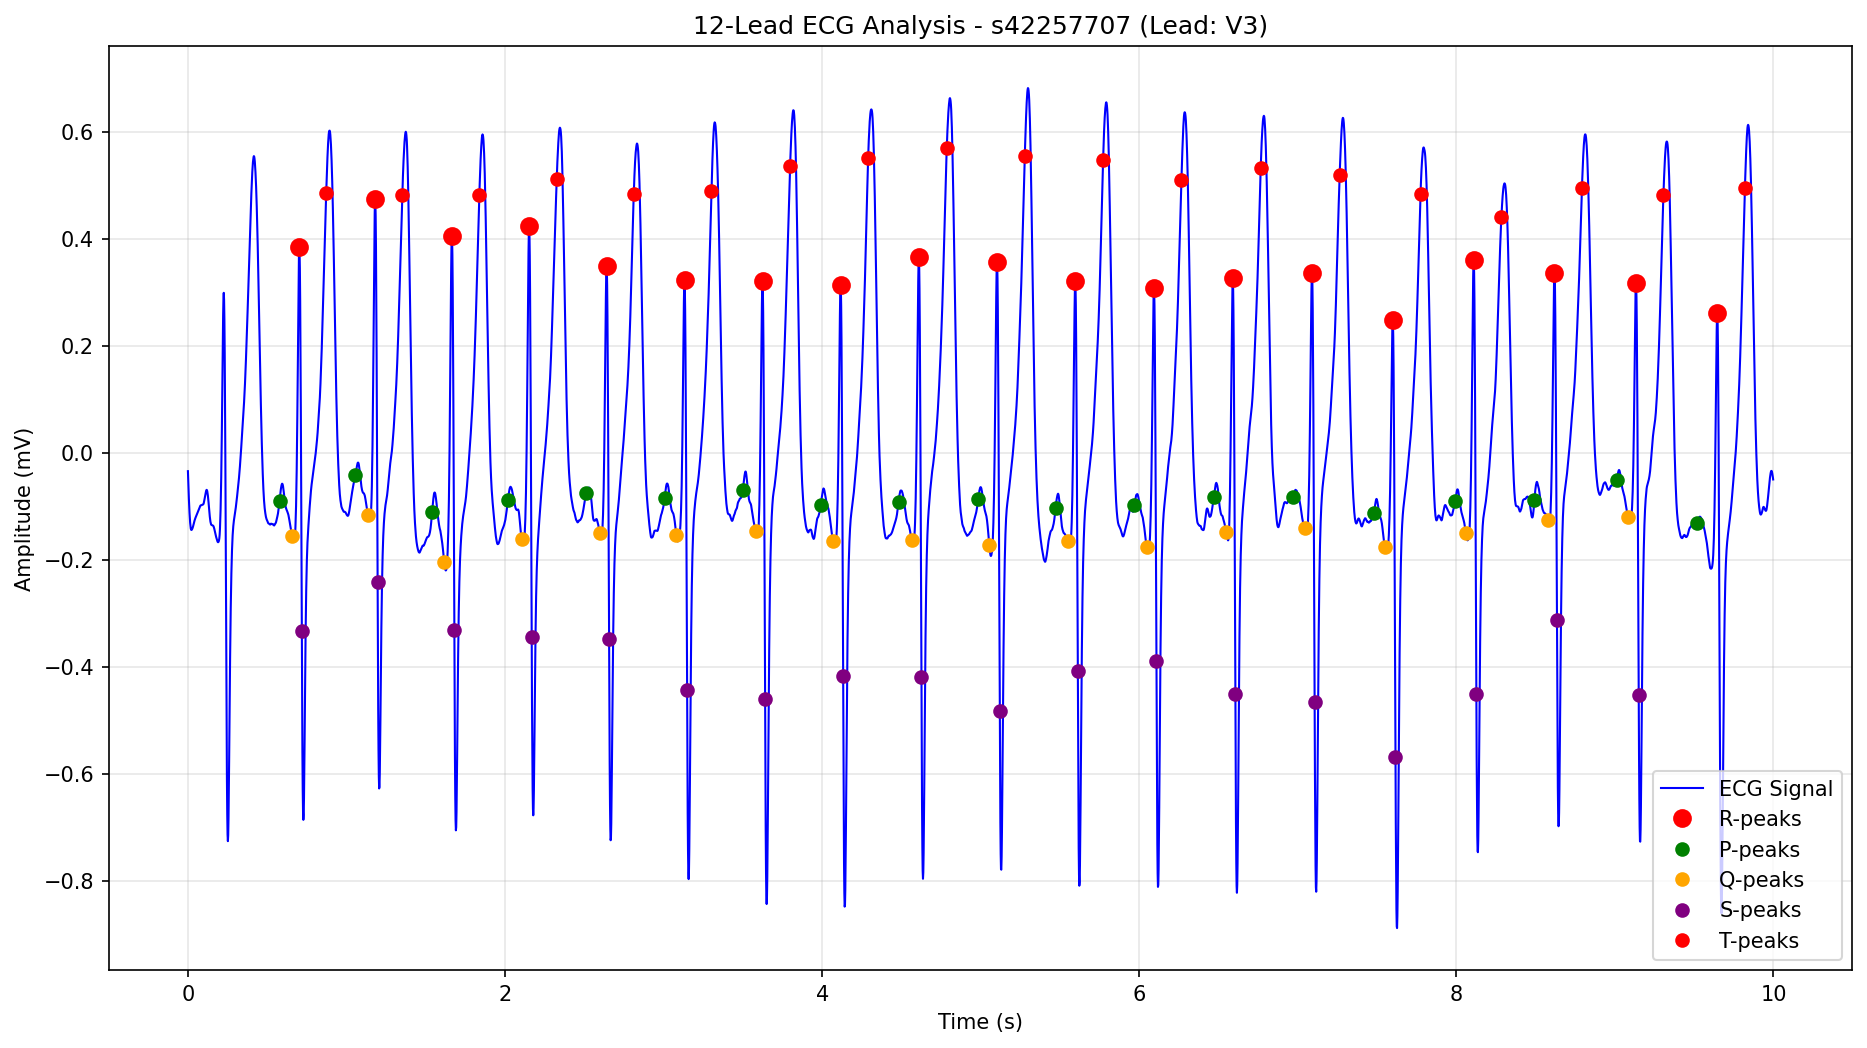 12-Lead ECG Analysis - s42257707 (Lead: V3)
Amplitude (mV)
0.6
0.4
0.2
0.0
−0.2
−0.4
−0.6
−0.8
ECG Signal
R-peaks
P-peaks
Q-peaks
S-peaks
T-peaks
0 2 4 6 8 10
Time (s)